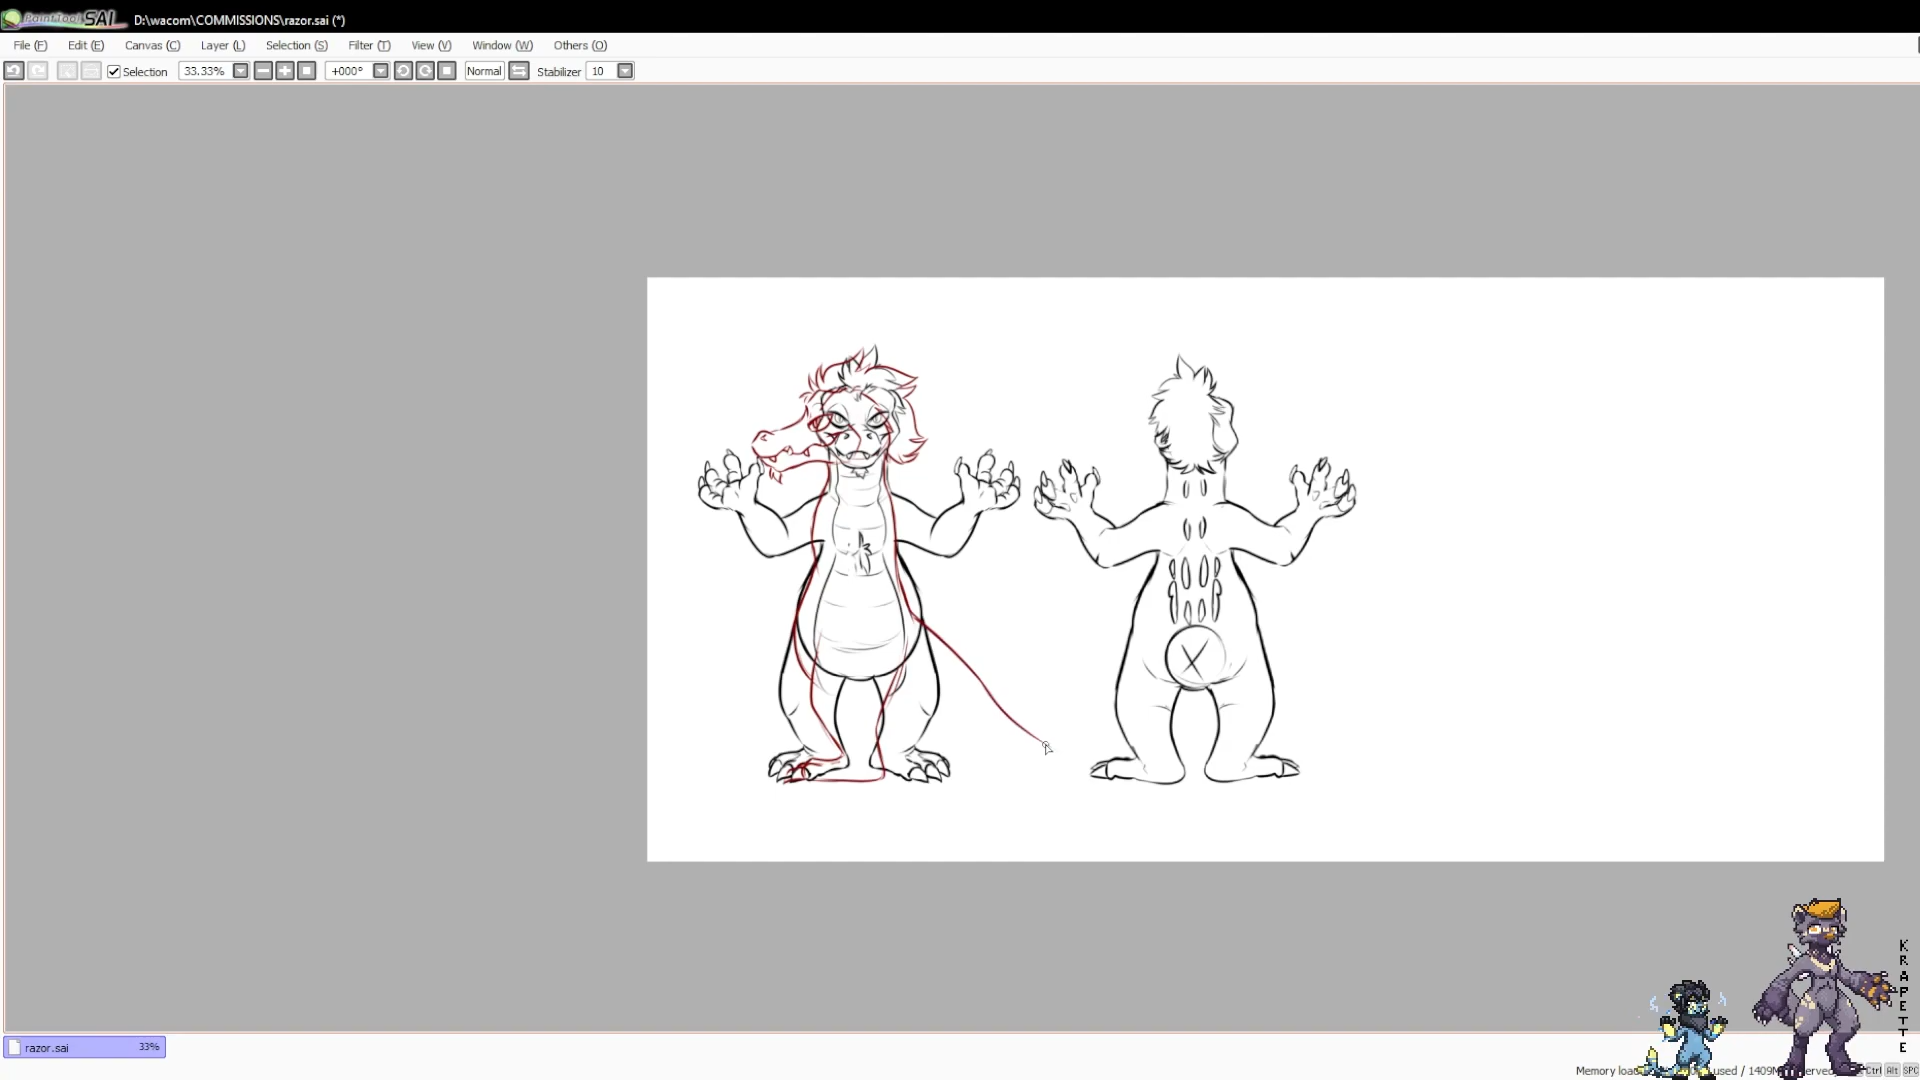 PaintTool SAI D:\wacom\COMMISSIONS\razor.sai (*)
File (F) Edit (E) Canvas (C) Layer (L) Selection (S) Filter (T) View (V) Window (W) Others (O)
Selection 33.33% +000° Normal Stabilizer 10
KRAPETTE
razor.sai 33%
Memory used / 1409M Ctrl Alt SPC